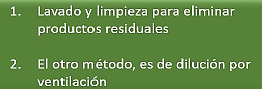 1. Lavado y limpieza para eliminar
productos residuales
2. El otro método, es de dilución por
ventilación